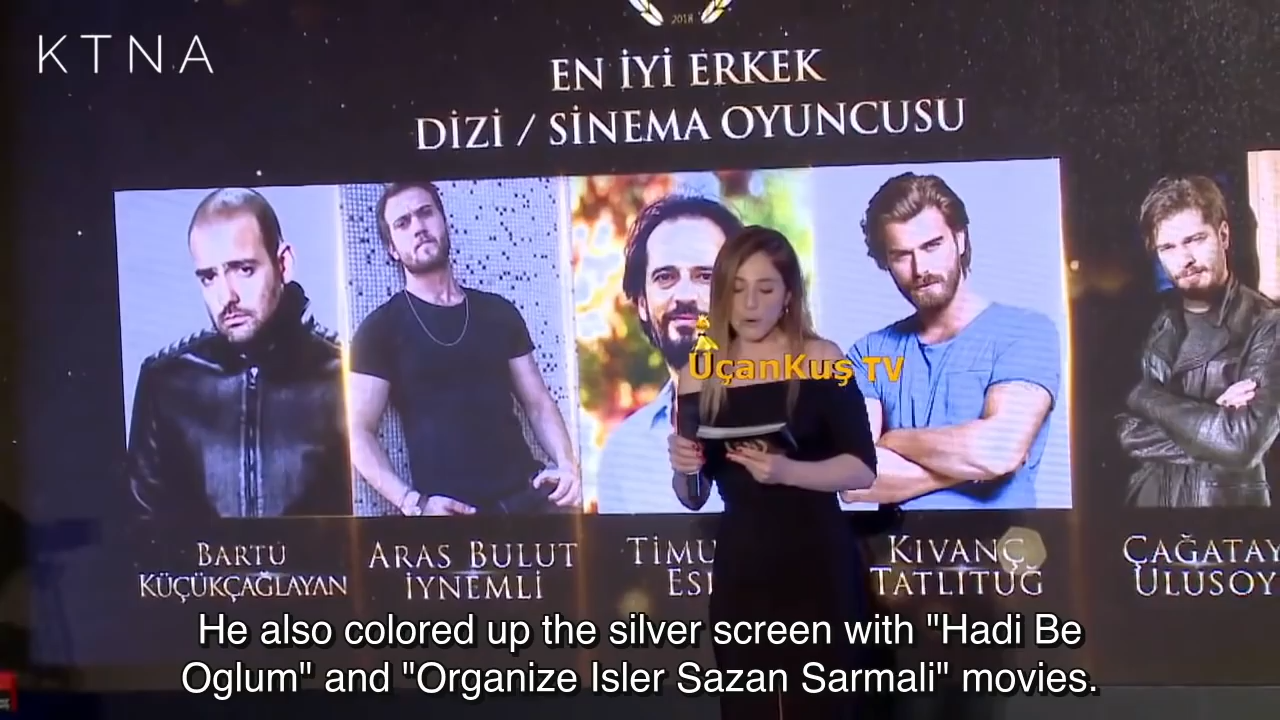 2018
KTNA
EN İYİ ERKEK
DİZİ / SİNEMA OYUNCUSU
UçanKuş TV
BARTU
KÜÇÜKÇAĞLAYAN
ARAS BULUT
İYNEMLİ
KIVANÇ
TATLITUĞ
ÇAĞATAY
ULUSOY
He also colored up the silver screen with "Hadi Be
Oglum" and "Organize Isler Sazan Sarmali" movies.